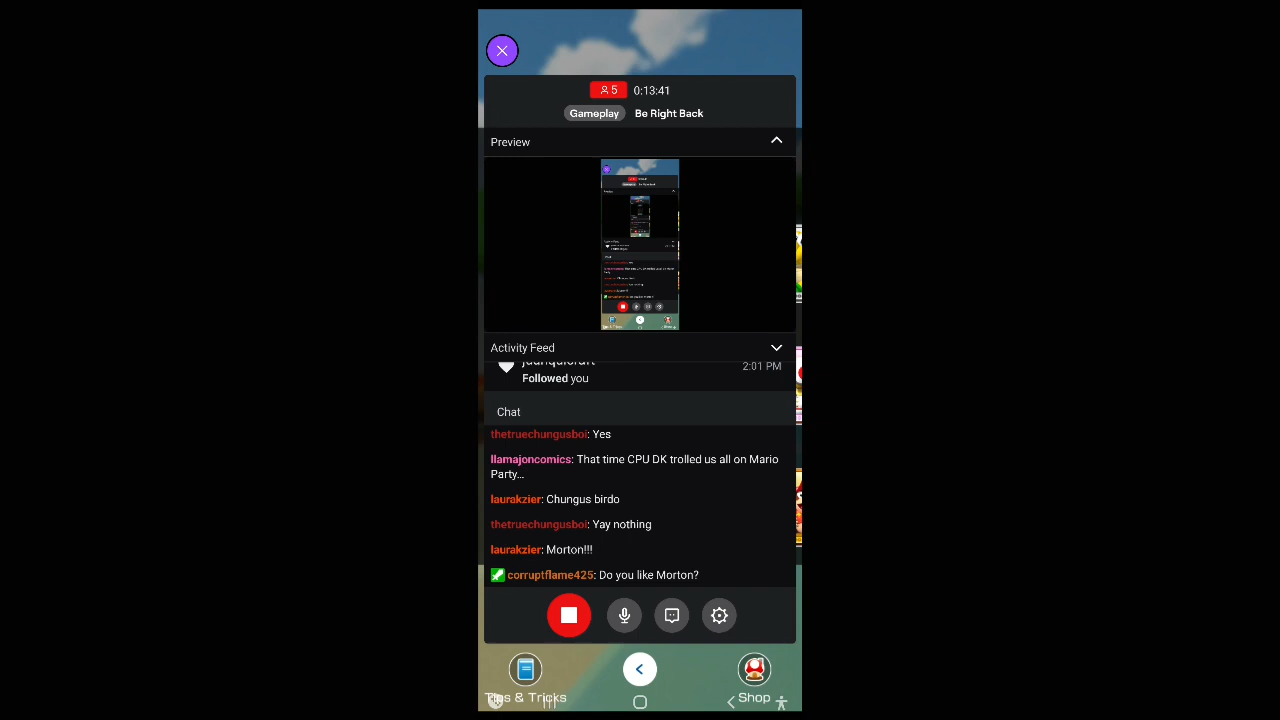 5 0:13:41
Gameplay Be Right Back
Preview
Activity Feed
juanquicraft 2:01 PM
Followed you
Chat
thetruechungusboi: Yes
llamajoncomics: That time CPU DK trolled us all on Mario
Party...
laurakzier: Chungus birdo
thetruechungusboi: Yay nothing
laurakzier: Morton!!!
corruptflame425: Do you like Morton?
Tips & Tricks Shop